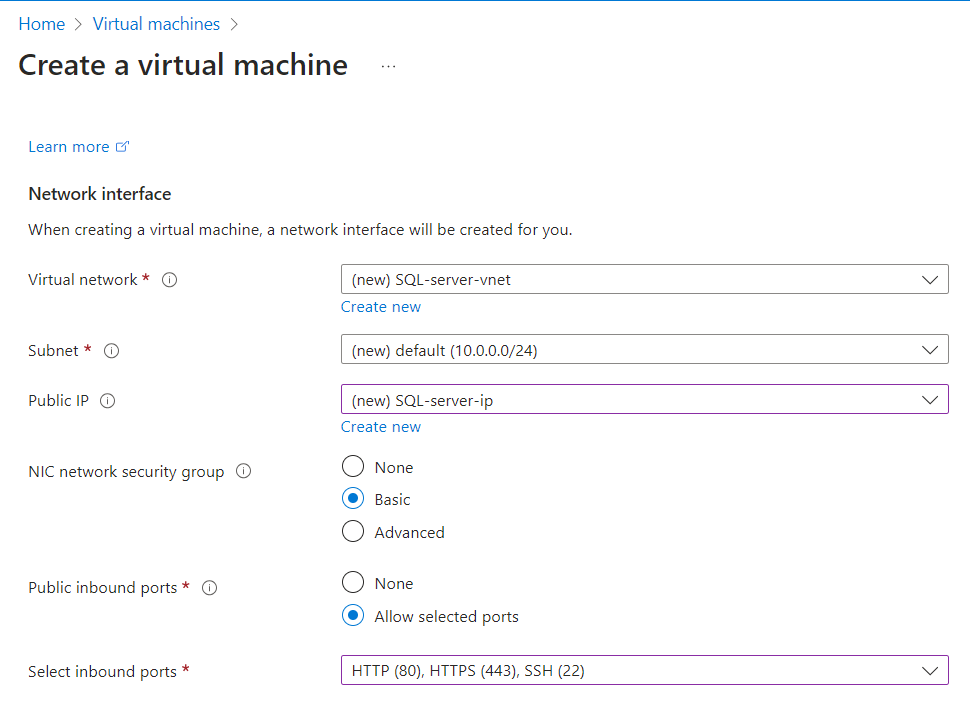 Home > Virtual machines >
Create a virtual machine ...
Learn more
Network interface
When creating a virtual machine, a network interface will be created for you.
Virtual network * (new) SQL-server-vnet
Create new
Subnet * (new) default (10.0.0.0/24)
Public IP (new) SQL-server-ip
Create new
NIC network security group None
Basic
Advanced
Public inbound ports * None
Allow selected ports
Select inbound ports * HTTP (80), HTTPS (443), SSH (22)